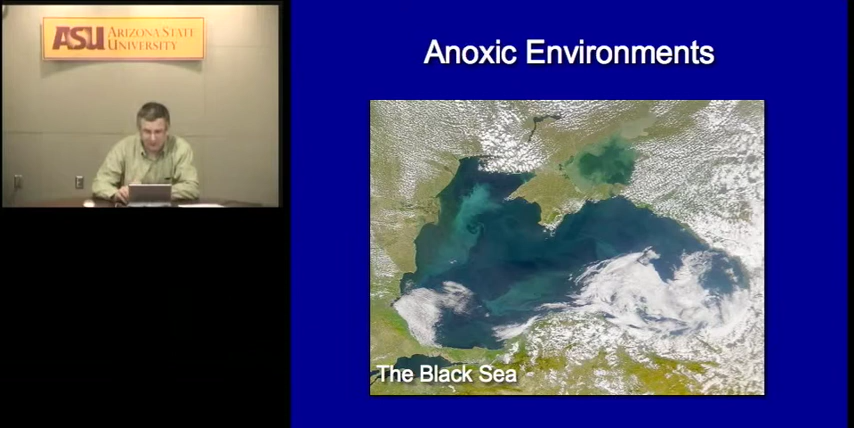 ASU ARIZONA STATE
UNIVERSITY
Anoxic Environments
The Black Sea